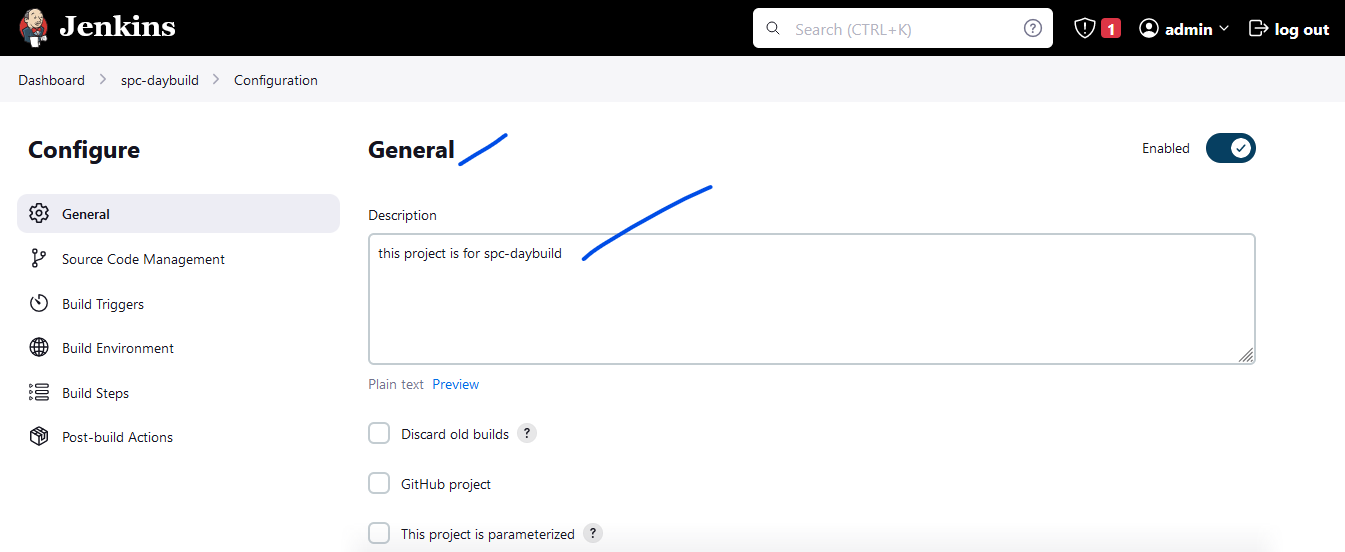 Jenkins
Search (CTRL+K)
?
1
admin
log out
Dashboard
spc-daybuild
Configuration
Configure
General
Source Code Management
Build Triggers
Build Environment
Build Steps
Post-build Actions
General
Enabled
Description
this project is for spc-daybuild
Plain text Preview
Discard old builds ?
GitHub project
This project is parameterized ?